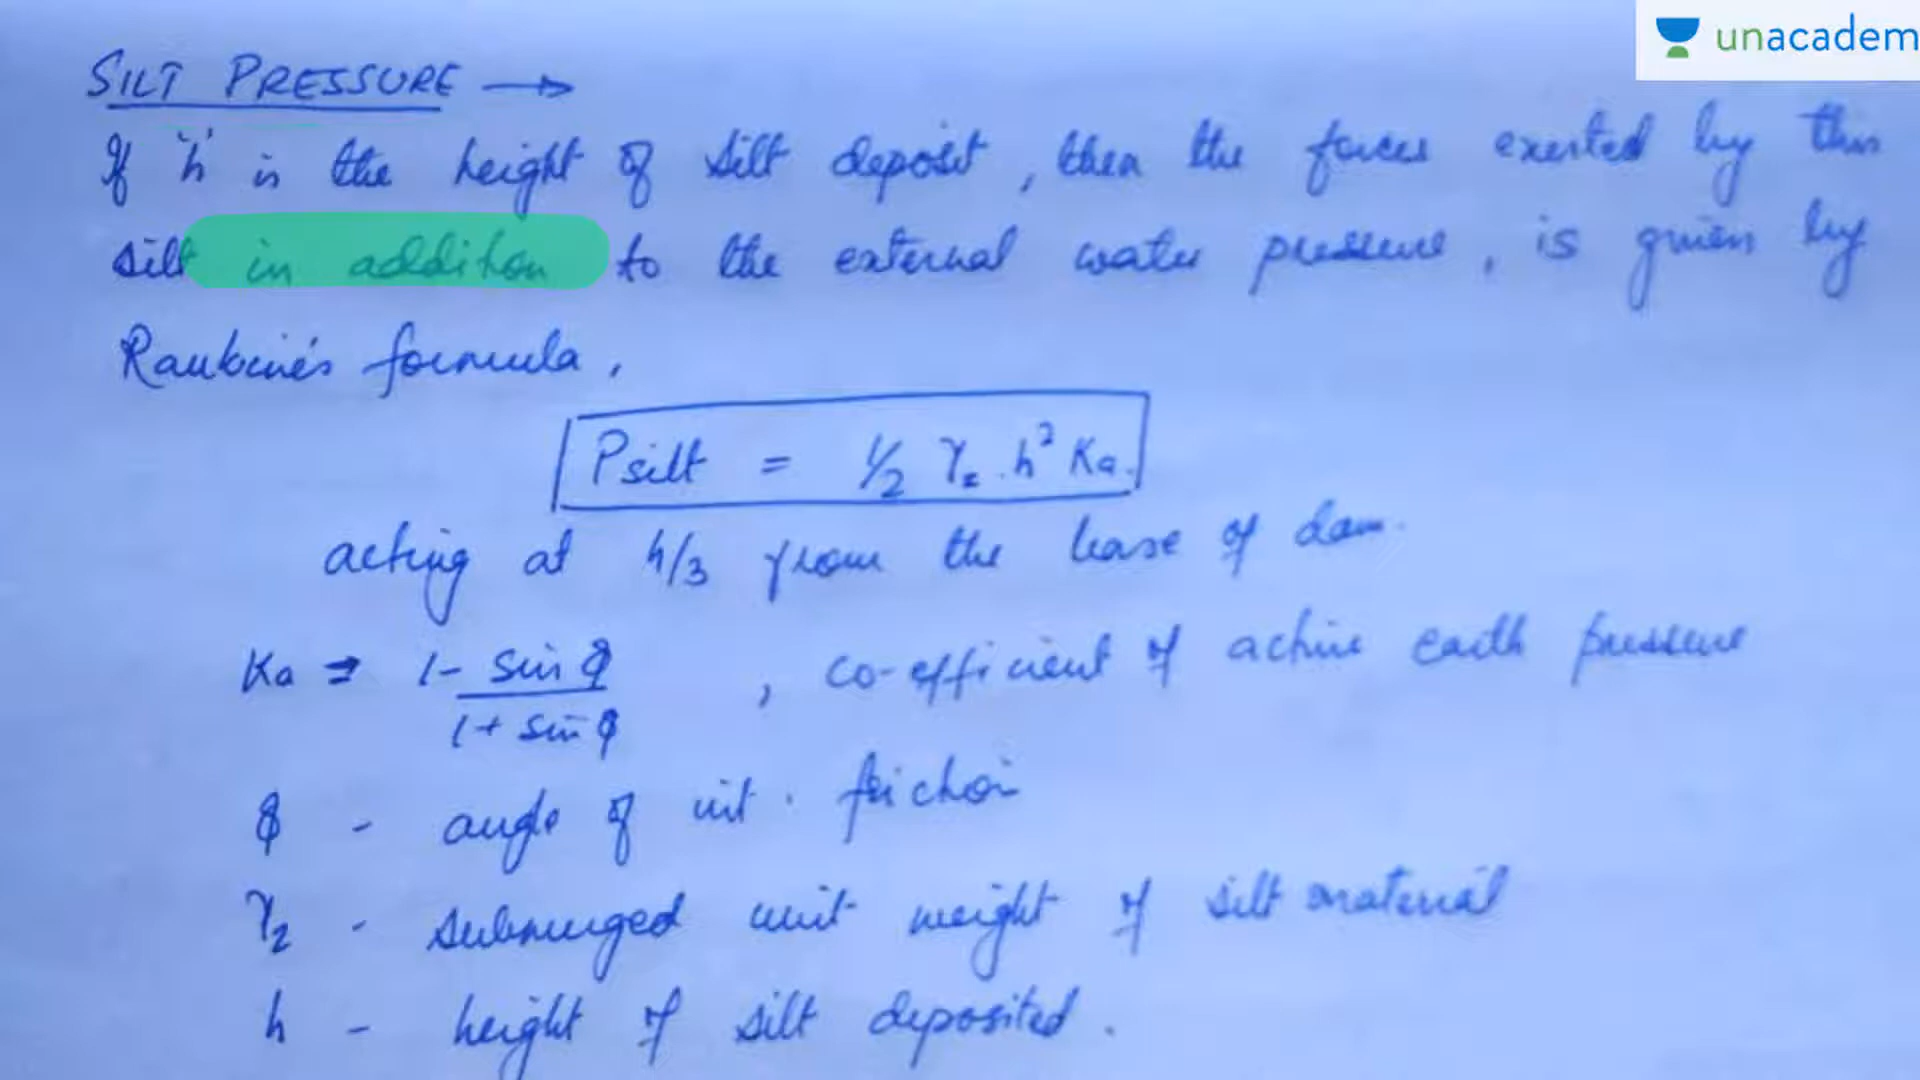 unacadem
SILT PRESSURE →
If 'h' is the height of silt deposit, then the forces exerted by this
silt in addition to the external water pressure, is given by
Rankine's formula,
Psilt = 1/2 γs . h² Ka.
acting at h/3 from the base of dam.
Ka ⇒ 1 - sin φ
1 + sin φ
, co-efficient of active earth pressure
φ - angle of int. friction
γs - submerged unit weight of silt material
h - height of silt deposited.